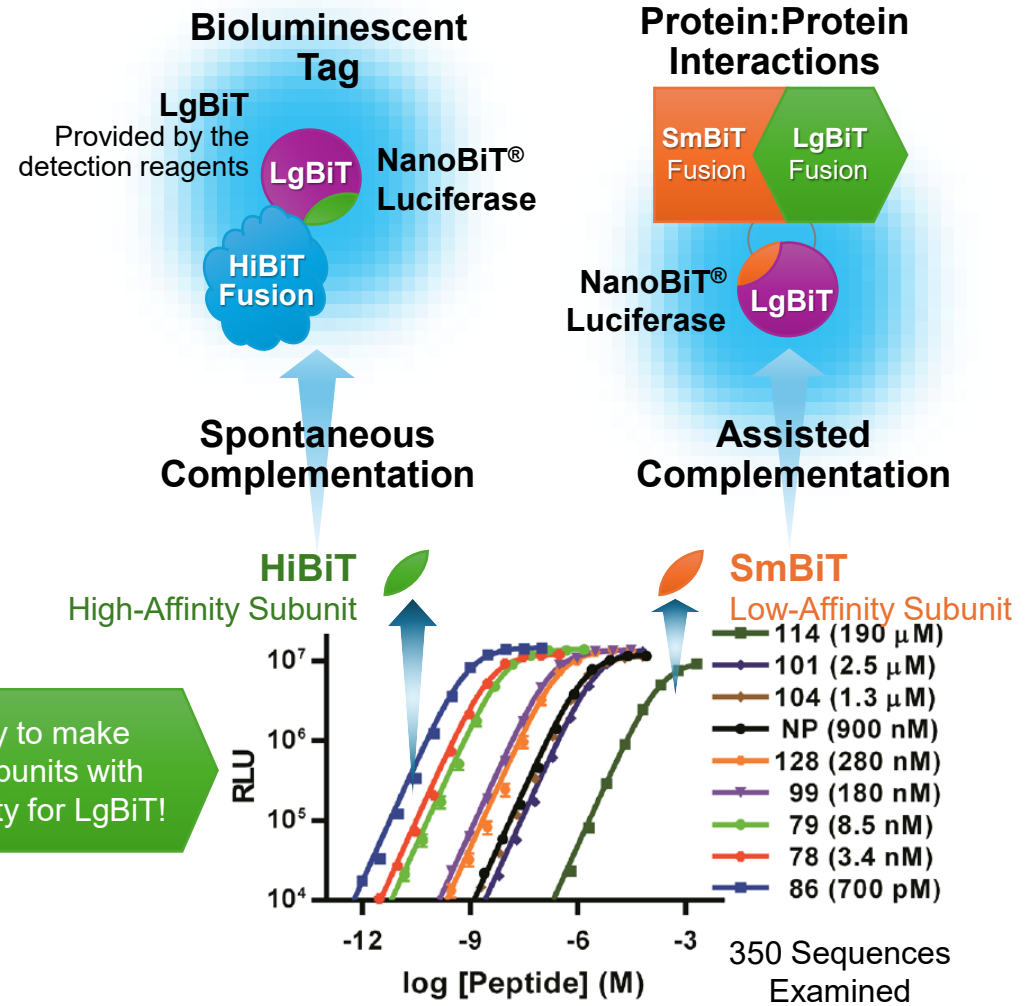 Bioluminescent
Tag
LgBiT
Provided by the
detection reagents
LgBiT
NanoBiT®
Luciferase
HiBiT
Fusion
Protein:Protein
Interactions
SmBiT
Fusion
LgBiT
Fusion
NanoBiT®
Luciferase
LgBiT
Spontaneous
Complementation
Assisted
Complementation
HiBiT
High-Affinity Subunit
SmBiT
Low-Affinity Subunit
to make
with
for LgBiT!
RLU
10⁷
10⁶
10⁵
10⁴
-12
-9
-6
-3
log [Peptide] (M)
114 (190 μM)
101 (2.5 μM)
104 (1.3 μM)
NP (900 nM)
128 (280 nM)
99 (180 nM)
79 (8.5 nM)
78 (3.4 nM)
86 (700 pM)
350 Sequences
Examined